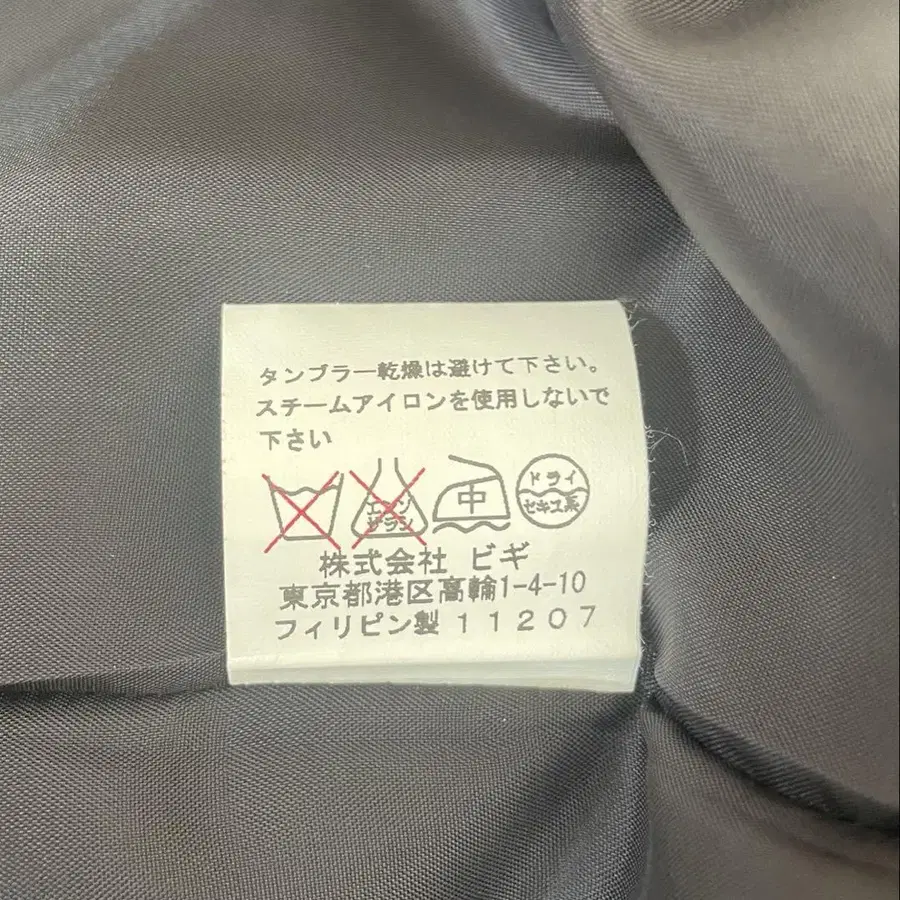 タンブラー乾燥は避けて下さい。
スチームアイロンを使用しないで
下さい
エンソ
サラシ
中
ドライ
セキユ系
株式会社 ビギ
東京都港区高輪1-4-10
フィリピン製 11207